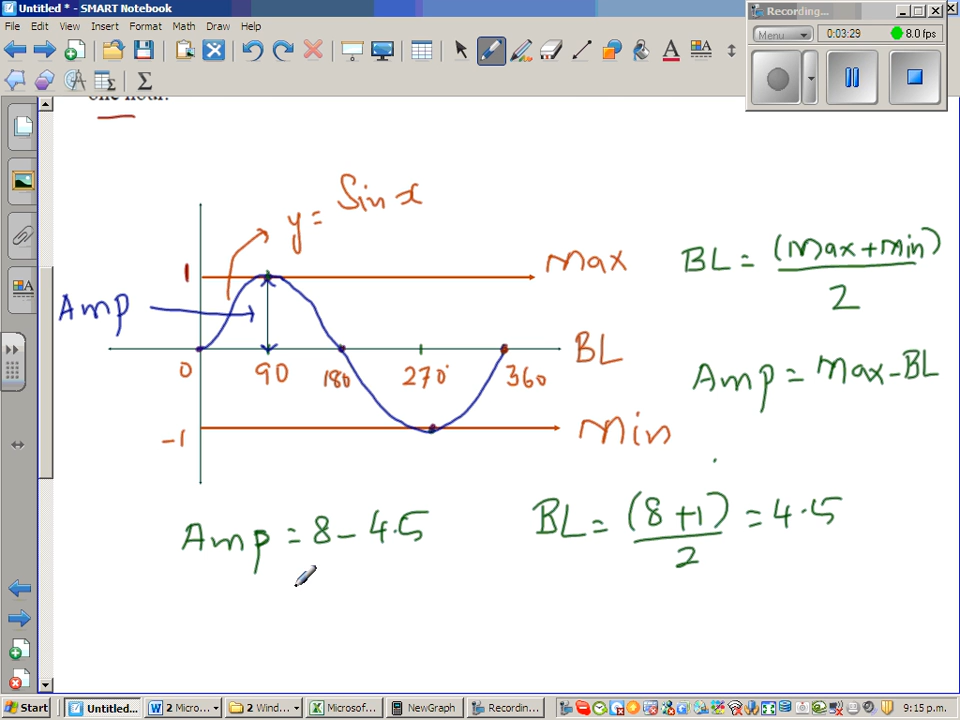 Untitled * - SMART Notebook
File Edit View Insert Format Math Draw Help
Recording...
Menu 0:03:29 8.0 fps
one hour.
y = Sin x
1 max
Amp
BL = (Max + min)
2
0 90 180 270° 360 BL
Amp = max - BL
-1 Min
Amp = 8 - 4.5
BL = (8 + 1) = 4.5
2
Start Untitled... 2 Micro... 2 Wind... Microsof... NewGraph Recordin... 9:15 p.m.